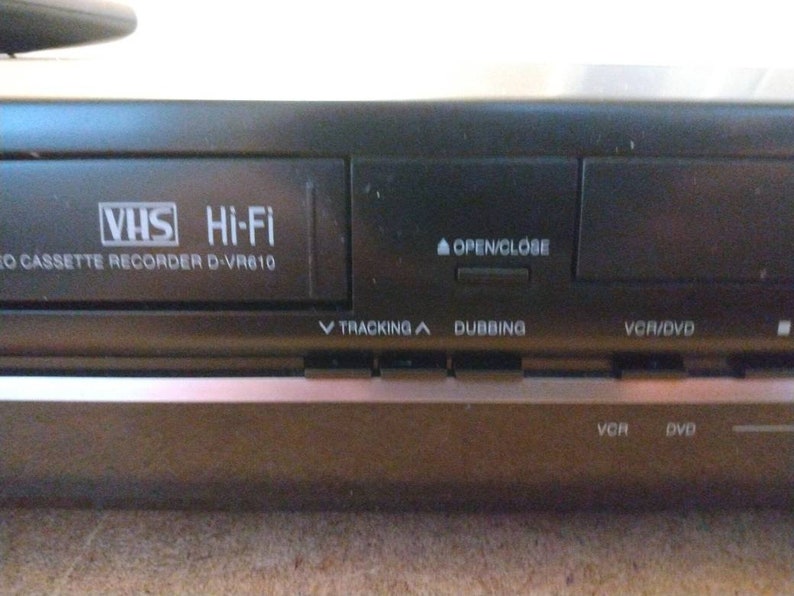 VHS Hi-Fi
EO CASSETTE RECORDER D-VR610
OPEN/CLOSE
TRACKING DUBBING VCR/DVD
VCR DVD